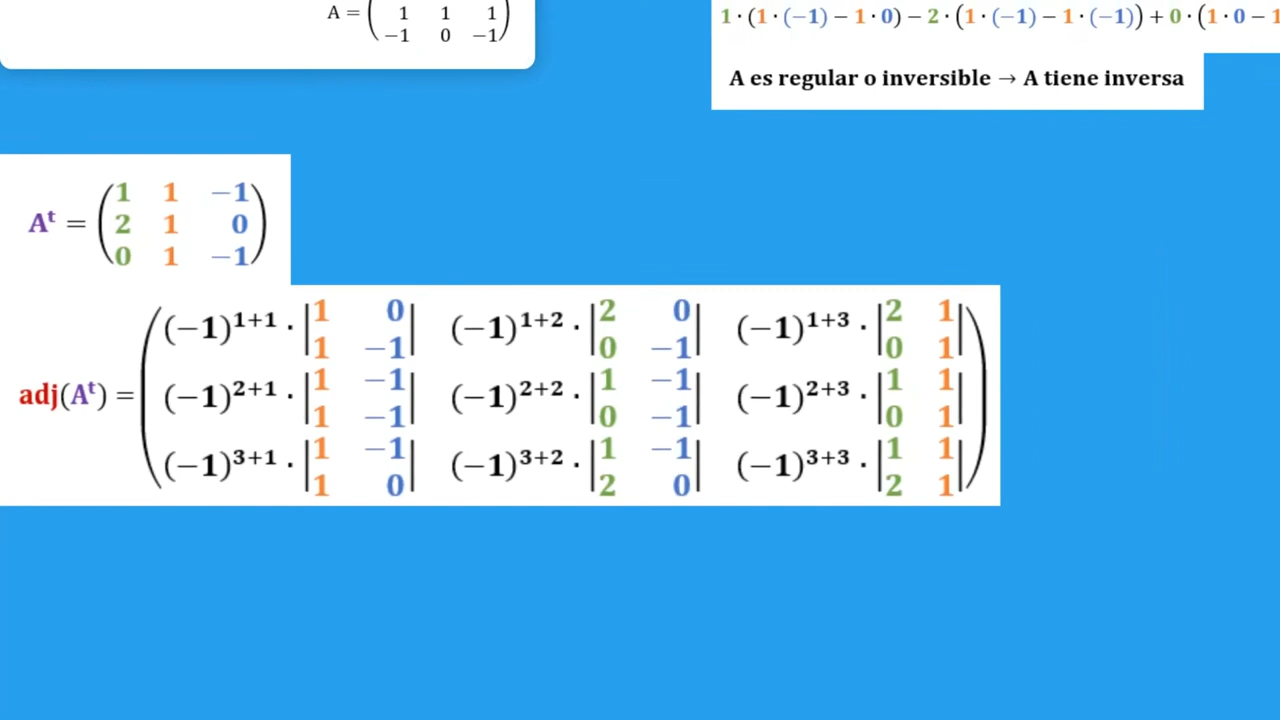 A = ( 1 1 1
−1 0 −1 )
1 · (1 · (−1) − 1 · 0) − 2 · (1 · (−1) − 1 · (−1)) + 0 · (1 · 0 − 1
A es regular o inversible → A tiene inversa
Aᵗ = ( 1 1 −1
2 1 0
0 1 −1 )
adj(Aᵗ) = ( (−1)¹⁺¹ · |1 0| (−1)¹⁺² · |2 0| (−1)¹⁺³ · |2 1|
|1 −1| |0 −1| |0 1|
(−1)²⁺¹ · |1 −1| (−1)²⁺² · |1 −1| (−1)²⁺³ · |1 1|
|1 −1| |0 −1| |0 1|
(−1)³⁺¹ · |1 −1| (−1)³⁺² · |1 −1| (−1)³⁺³ · |1 1|
|1 0| |2 0| |2 1| )